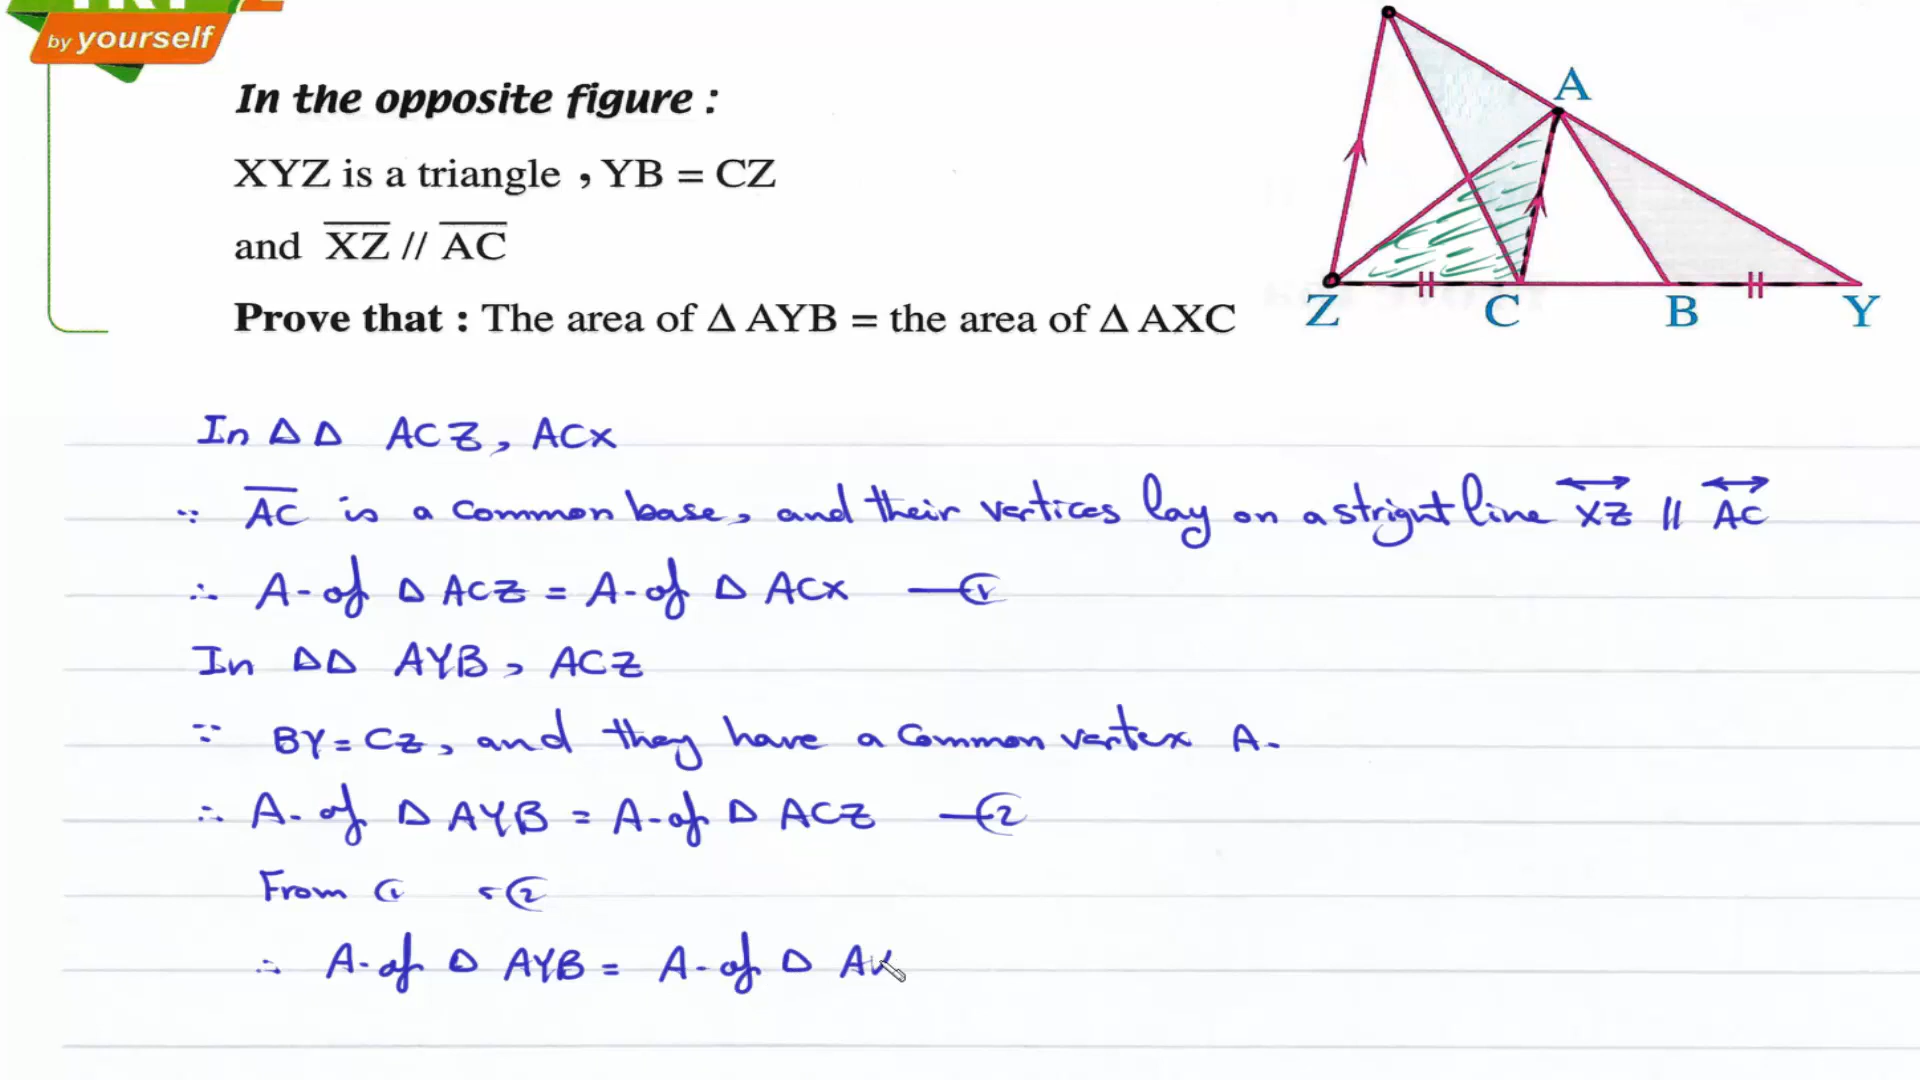 by yourself
In the opposite figure :
XYZ is a triangle , YB = CZ
and XZ // AC
Prove that : The area of Δ AYB = the area of Δ AXC
A
Z C B Y
In Δ Δ ACZ, ACX
∵ AC is a common base, and their vertices lay on a stright line XZ // AC
∴ A-of Δ ACZ = A-of Δ ACX —①
In ΔΔ AYB, ACZ
∵ BY = CZ, and they have a common vertex A.
∴ A-of Δ AYB = A-of Δ ACZ —②
From ① , ②
∴ A-of Δ AYB = A-of Δ